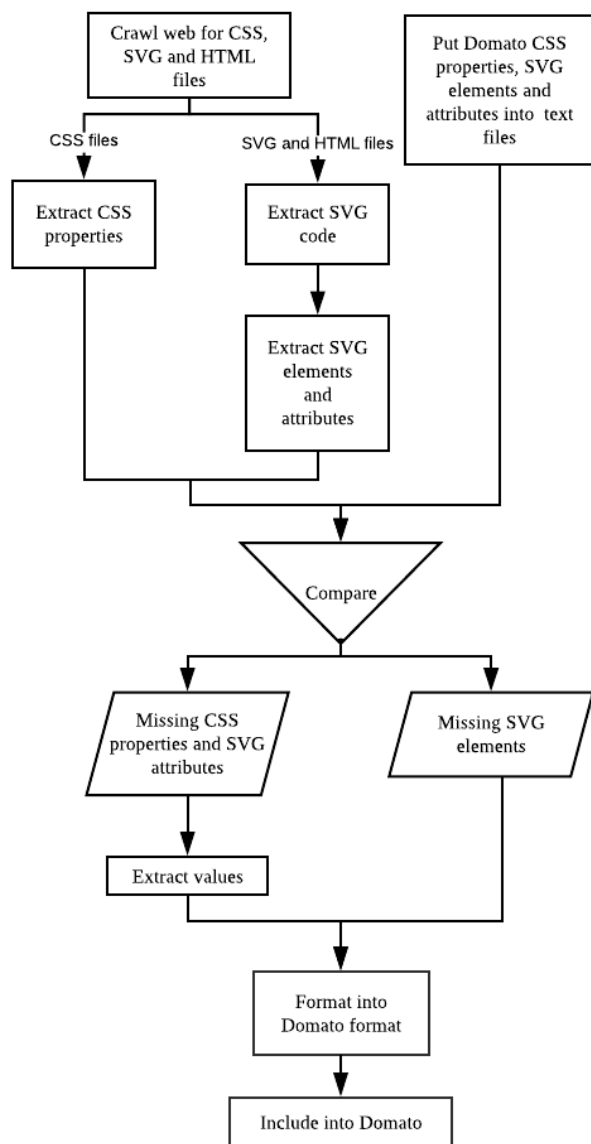 Crawl web for CSS,
SVG and HTML
files
Put Domato CSS
properties, SVG
elements and
attributes into text
files
CSS files
SVG and HTML files
Extract CSS
properties
Extract SVG
code
Extract SVG
elements
and
attributes
Compare
Missing CSS
properties and SVG
attributes
Missing SVG
elements
Extract values
Format into
Domato format
Include into Domato